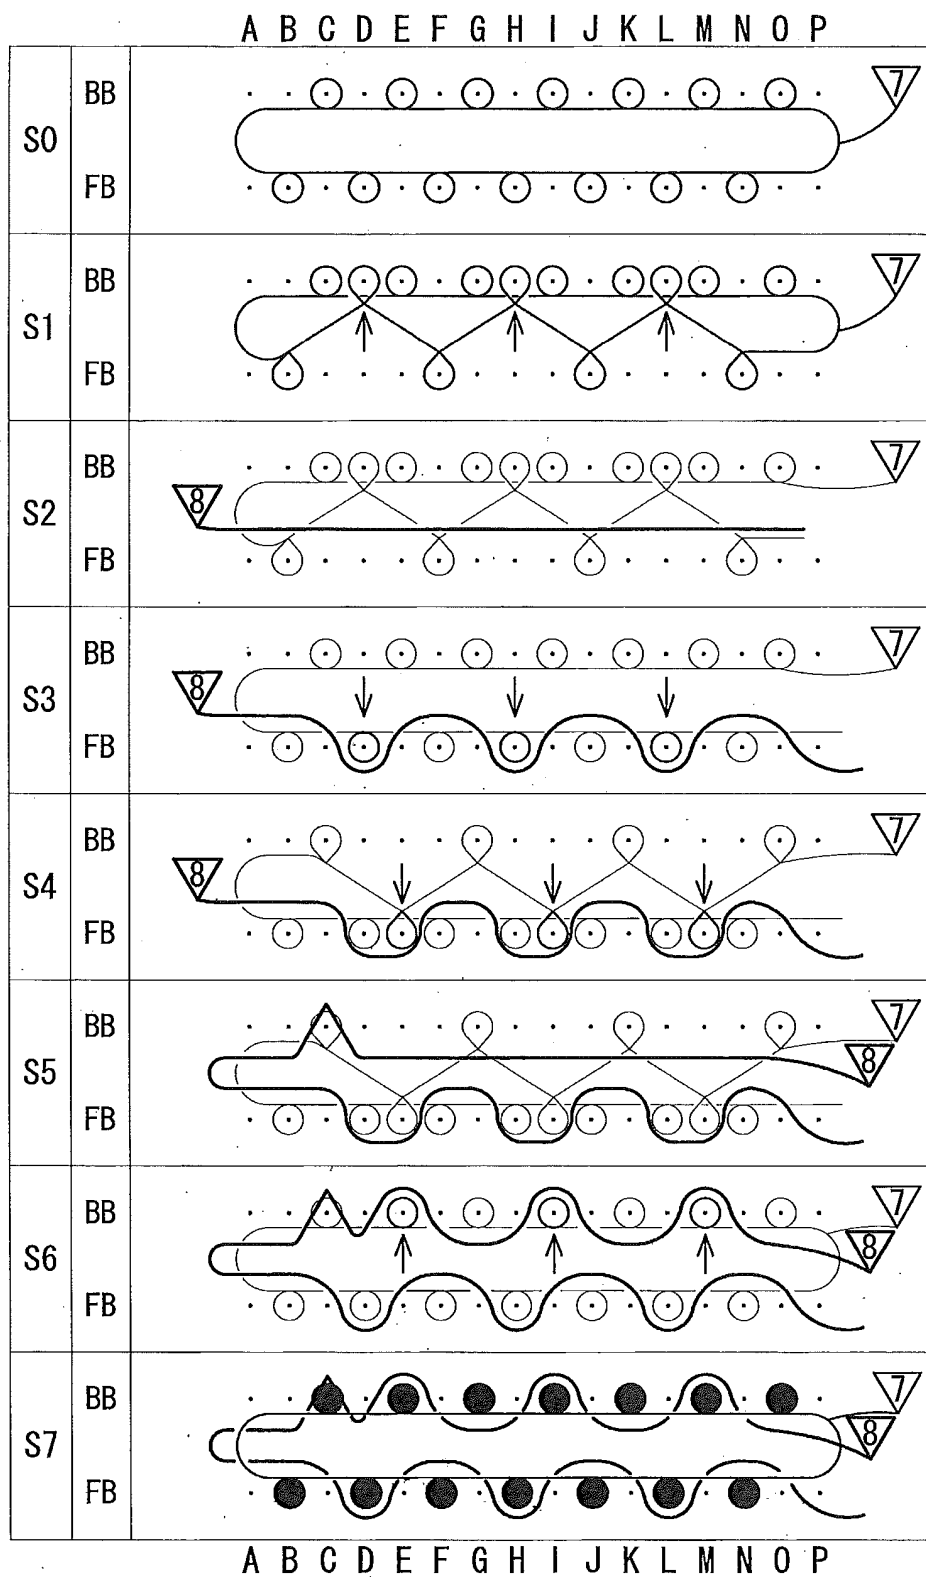 A B C D E F G H I J K L M N O P
S0 BB 7
FB
S1 BB 7
FB
S2 BB 7
8
FB
S3 BB 7
8
FB
S4 BB 7
8
FB
S5 BB 7
8
FB
S6 BB 7
8
FB
S7 BB 7
8
FB
A B C D E F G H I J K L M N O P